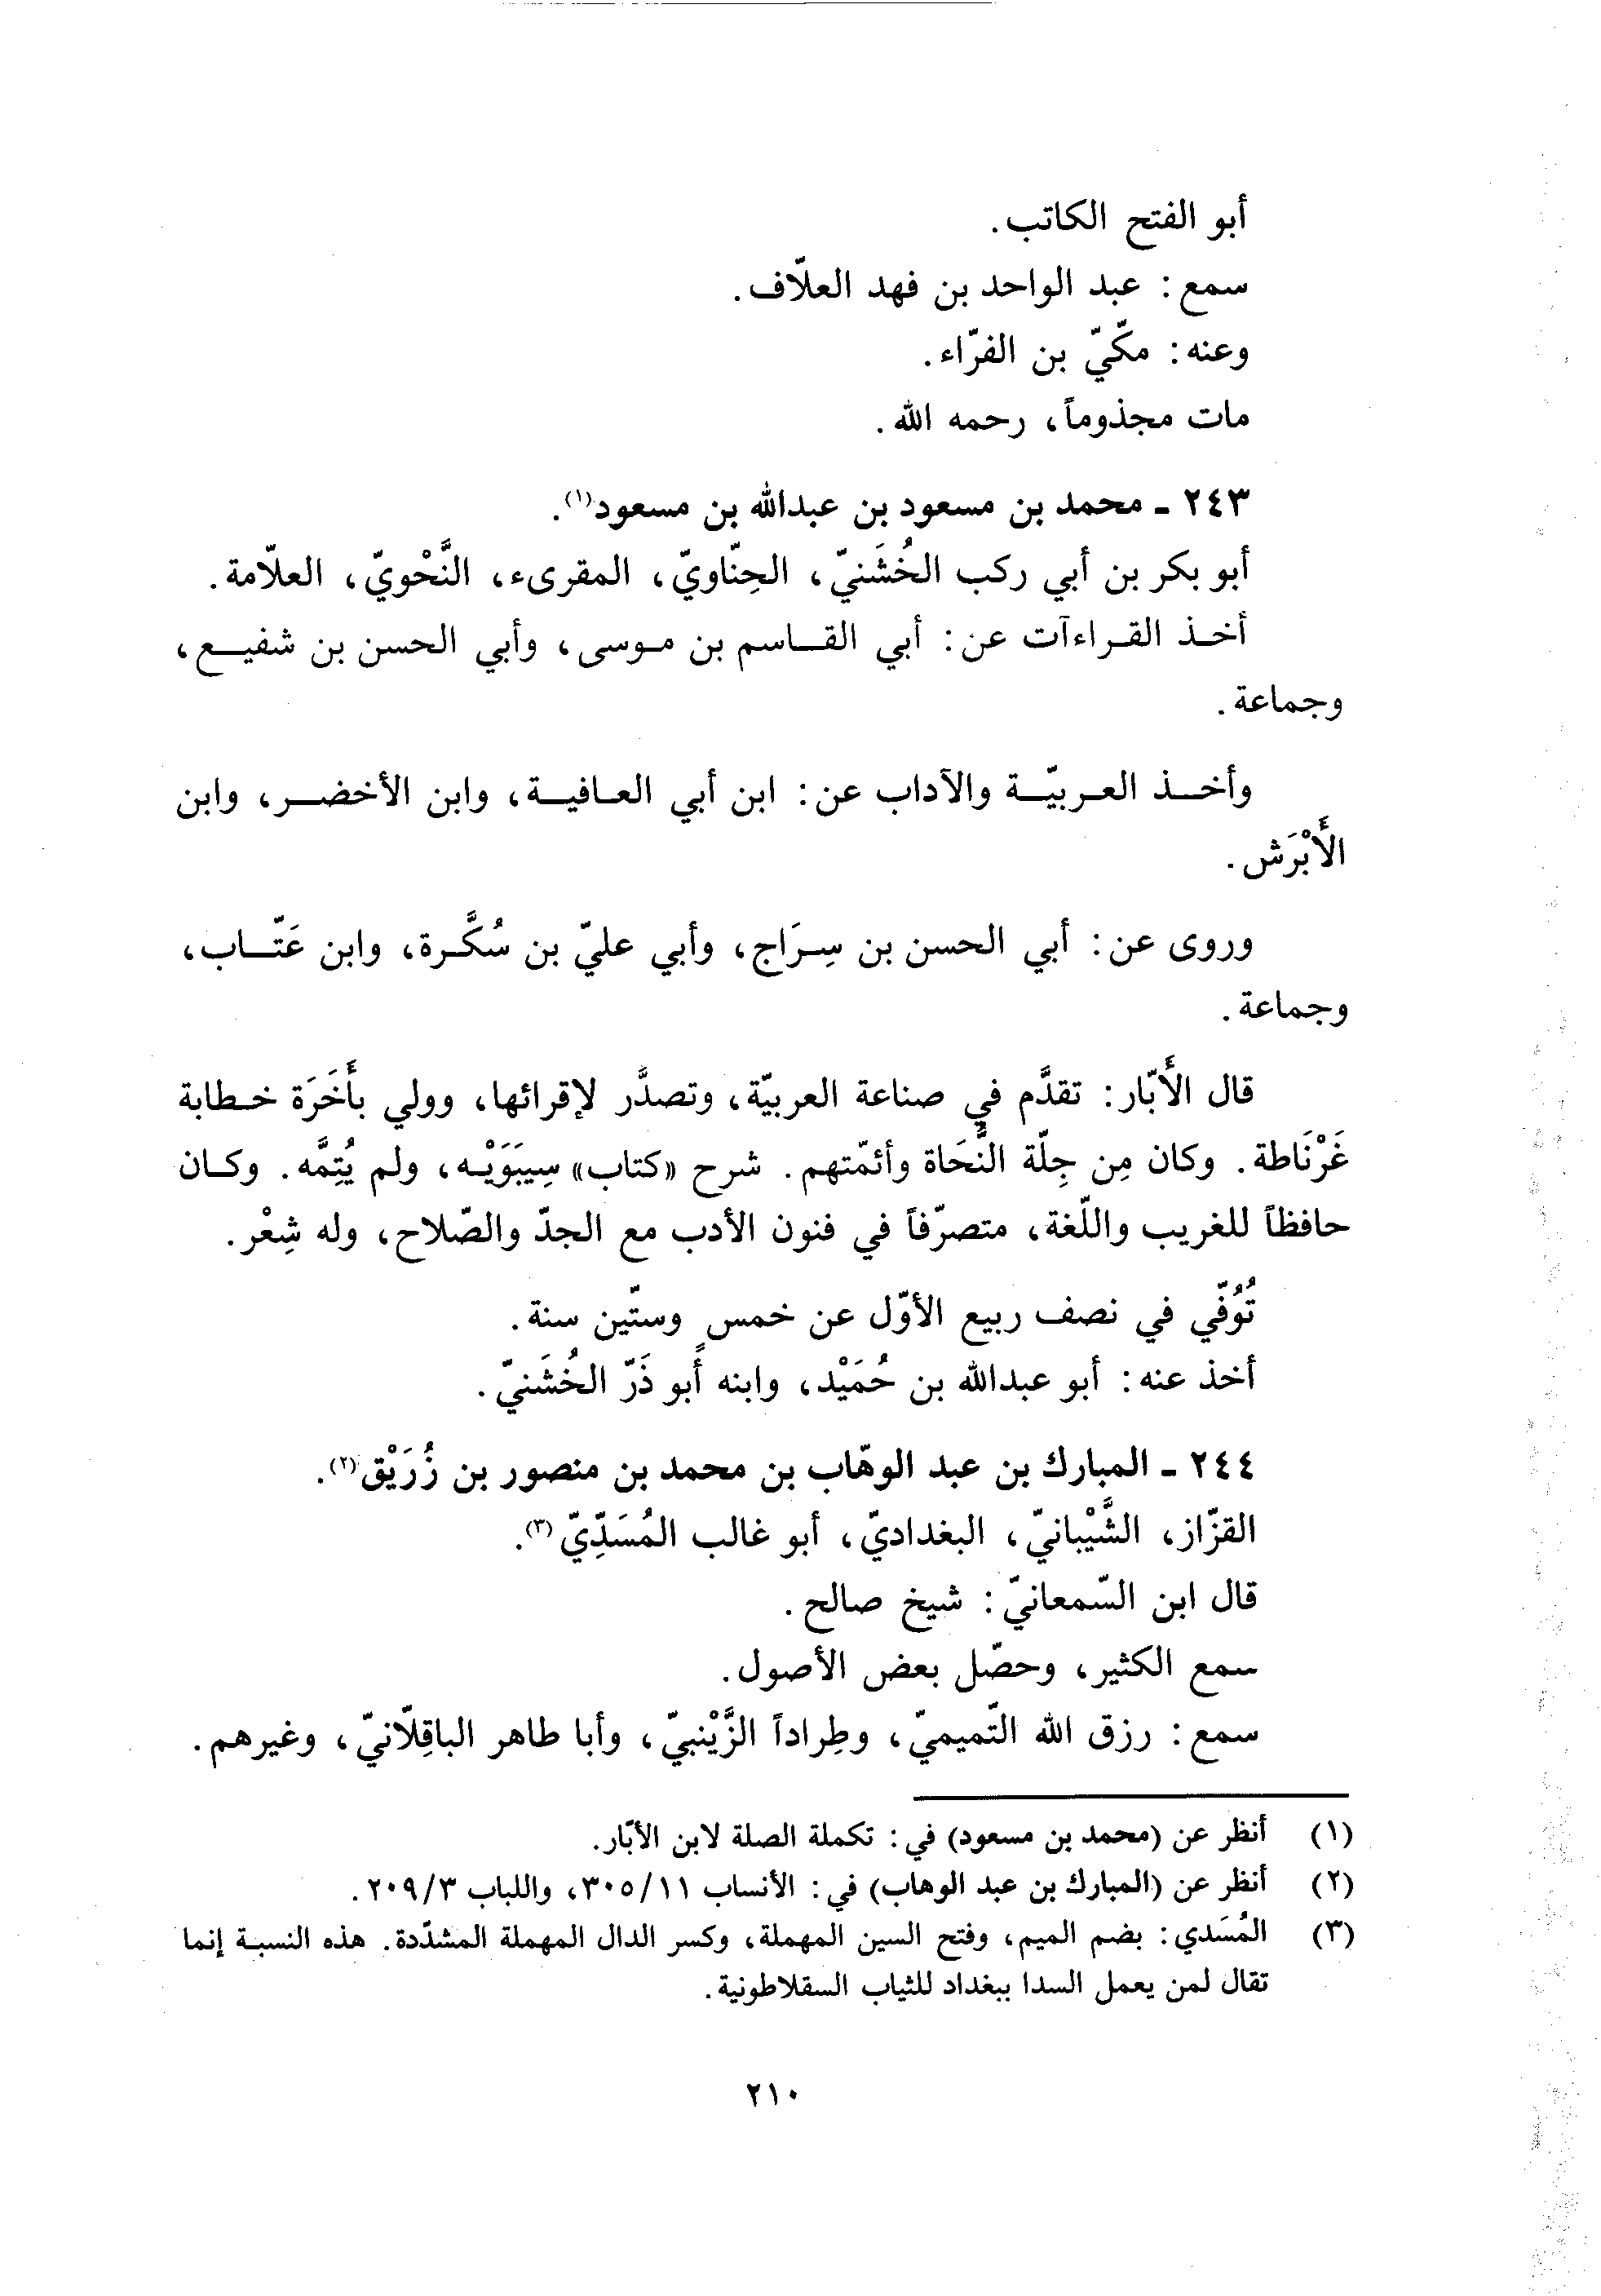 أبو الفتح الكاتب.
سمع: عبد الواحد بن فهد العلّاف.
وعنه: مكّيّ بن الفرّاء.
مات مجذوماً، رحمه الله.
٢٤٣ ـ محمد بن مسعود بن عبدالله بن مسعود(١).
أبو بكر بن أبي ركب الخُشَنيّ، الحِنّاويّ، المقرىء، النَّحْويّ، العلّامة.
أخذ القراءآت عن: أبي القاسم بن موسى، وأبي الحسن بن شفيع،
وجماعة.
وأخذ العربيّة والآداب عن: ابن أبي العافية، وابن الأخضر، وابن
الأَبْرَش.
وروى عن: أبي الحسن بن سِرَاج، وأبي عليّ بن سُكَّرة، وابن عَتّاب،
وجماعة.
قال الأَبّار: تقدَّم في صناعة العربيّة، وتصدَّر لإقرائها، وولي بأَخَرَة خطابة
غَرْنَاطة. وكان مِن جِلّة النُّحَاة وأئمّتهم. شرح «كتاب» سِيبَوَيْه، ولم يُتِمَّه. وكان
حافظاً للغريب واللّغة، متصرّفاً في فنون الأدب مع الجدّ والصّلاح، وله شِعْر.
تُوُفّي في نصف ربيع الأوّل عن خمسٍ وستّين سنة.
أخذ عنه: أبو عبدالله بن حُمَيْد، وابنه أبو ذَرّ الخُشَنيّ.
٢٤٤ ـ المبارك بن عبد الوهّاب بن محمد بن منصور بن زُرَيْق(٢).
القزّاز، الشَّيْبانيّ، البغداديّ، أبو غالب المُسَدِّيّ(٣).
قال ابن السّمعانيّ: شيخ صالح.
سمع الكثير، وحصّل بعض الأصول.
سمع: رزق الله التّميميّ، وطِراداً الزَّيْنبيّ، وأبا طاهر الباقِلّانيّ، وغيرهم.
(١) أنظر عن (محمد بن مسعود) في: تكملة الصلة لابن الأبّار.
(٢) أنظر عن (المبارك بن عبد الوهاب) في: الأنساب ٣٠٥/١١، واللباب ٢٠٩/٣.
(٣) المُسَدي: بضم الميم، وفتح السين المهملة، وكسر الدال المهملة المشدّدة. هذه النسبة إنما
تقال لمن يعمل السدا ببغداد للثياب السقلاطونية.
٢١٠